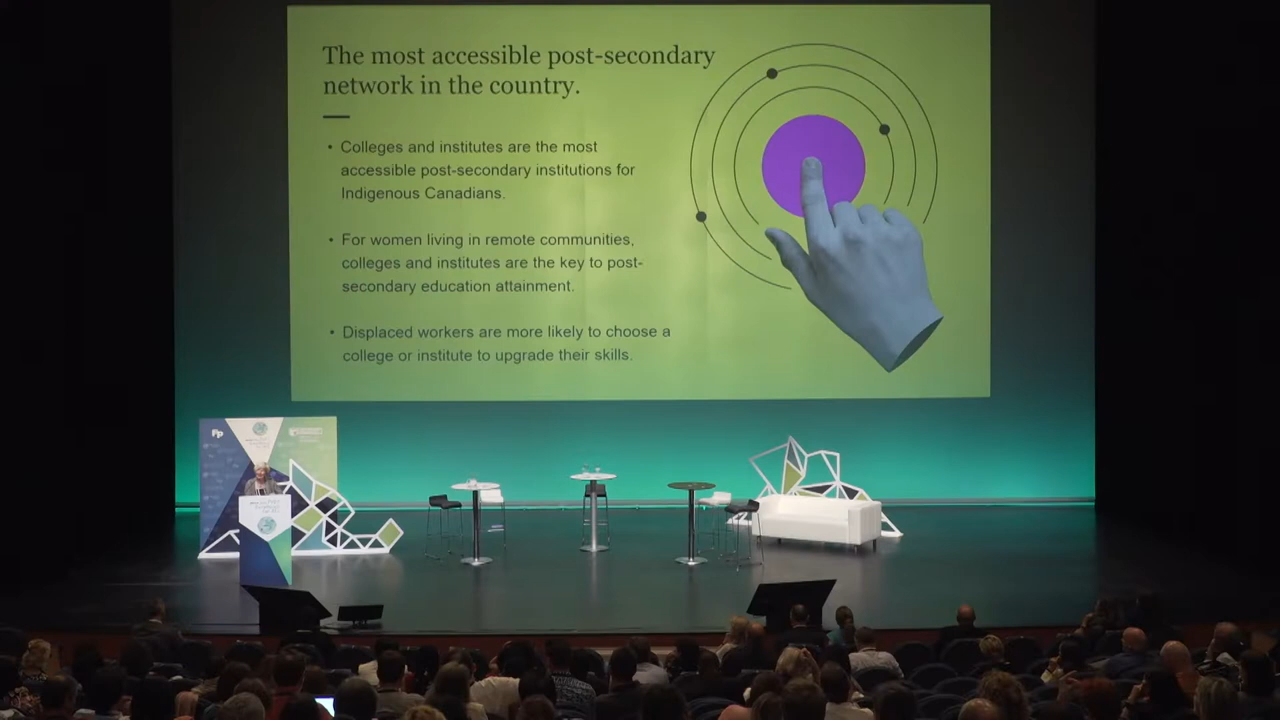 The most accessible post-secondary
network in the country.
• Colleges and institutes are the most
accessible post-secondary institutions for
Indigenous Canadians.
• For women living in remote communities,
colleges and institutes are the key to post-
secondary education attainment.
• Displaced workers are more likely to choose a
college or institute to upgrade their skills.